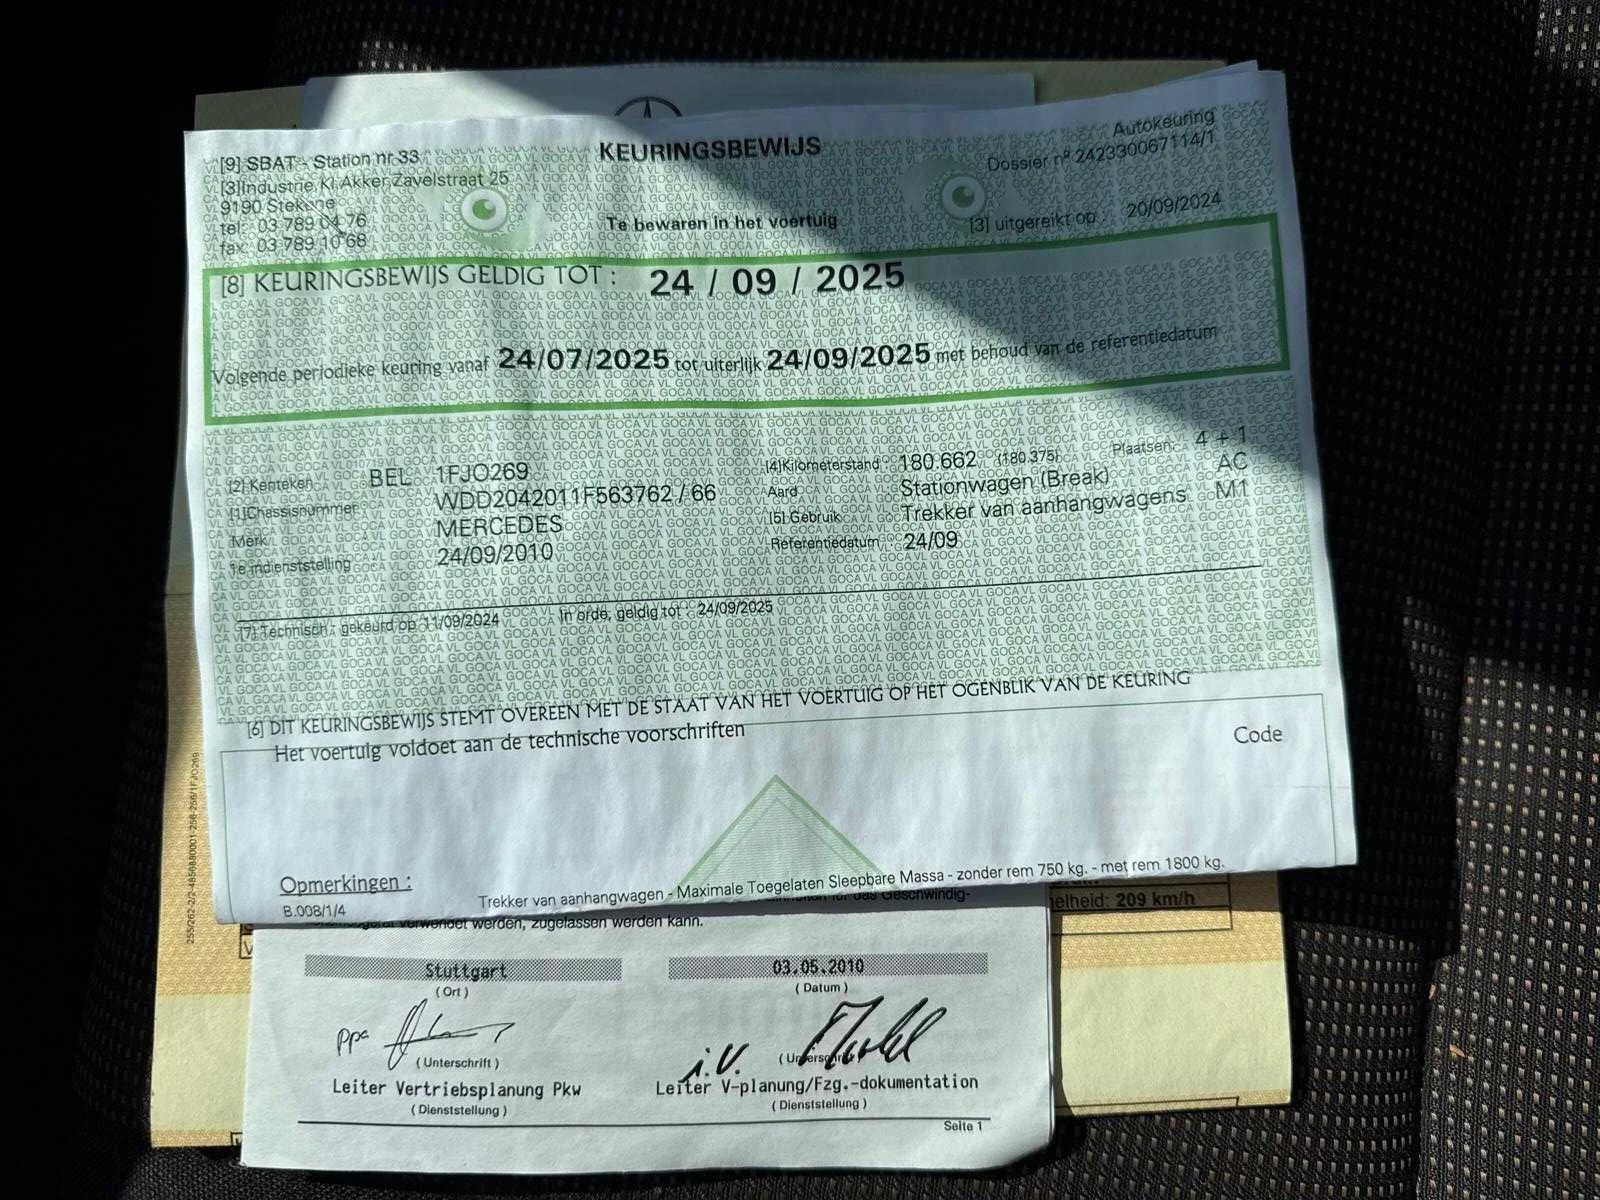 [9] SBAT - Station nr 33
KEURINGSBEWIJS
Autokeuring
[3]Industrie.Kl.Akker,Zavelstraat 25
Dossier nº 242330067114/1
9190 Stekene
tel: 03 789 04 76
fax: 03 789 10 68
Te bewaren in het voertuig
[3] uitgereikt op : 20/09/2024
[8] KEURINGSBEWIJS GELDIG TOT : 24 / 09 / 2025
Volgende periodieke keuring vanaf 24/07/2025 tot uiterlijk 24/09/2025 met behoud van de referentiedatum
[2] Kenteken BEL 1FJO269
[4]Kilometerstand : 180.662 (180.375) Plaatsen: 4 + 1
[1]Chassisnummer WDD2042011F563762 / 66
Aard Stationwagen (Break) AC
Merk MERCEDES
[5] Gebruik Trekker van aanhangwagens M1
1e indienststelling 24/09/2010
Referentiedatum : 24/09
[7] Technisch : gekeurd op 11/09/2024 In orde, geldig tot : 24/09/2025
[6] DIT KEURINGSBEWIJS STEMT OVEREEN MET DE STAAT VAN HET VOERTUIG OP HET OGENBLIK VAN DE KEURING
Het voertuig voldoet aan de technische voorschriften
Code
Opmerkingen :
B.008/1/4
Trekker van aanhangwagen - Maximale Toegelaten Sleepbare Massa - zonder rem 750 kg. - met rem 1800 kg.
für das Geschwindig-
verwendet werden, zugelassen werden kann.
elheid: 209 km/h
Stuttgart
(Ort)
03.05.2010
(Datum)
ppa
i.V.
(Unterschrift)
(Unterschrift)
Leiter Vertriebsplanung Pkw
(Dienststellung)
Leiter V-planung/Fzg.-dokumentation
(Dienststellung)
Seite 1